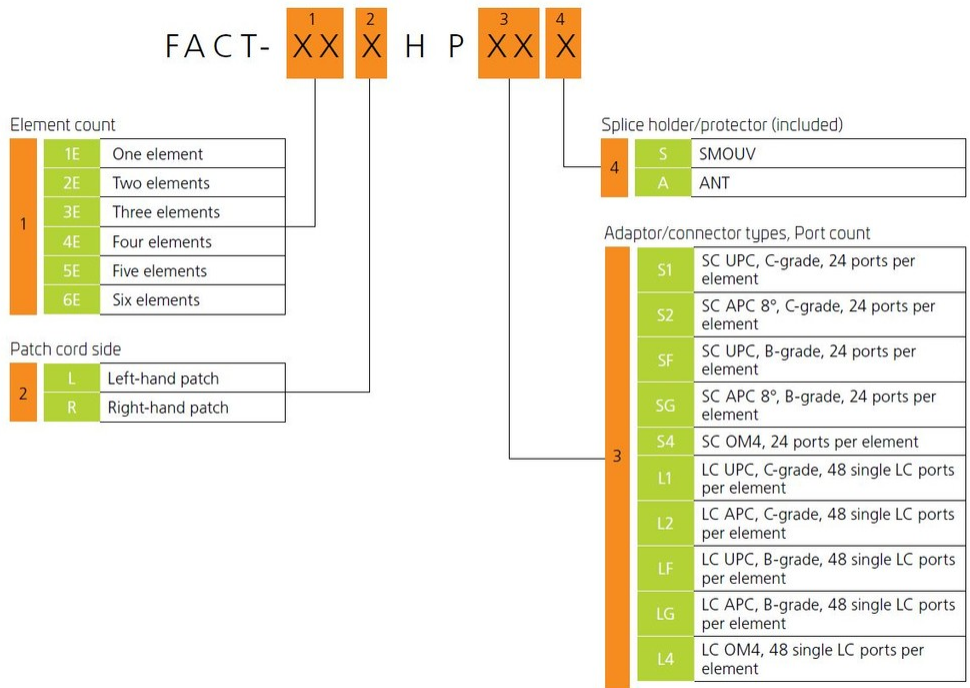 1 2 3 4
FACT- XX X H P XX X
Element count
1
1E One element
2E Two elements
3E Three elements
4E Four elements
5E Five elements
6E Six elements
Patch cord side
2
L Left-hand patch
R Right-hand patch
Splice holder/protector (included)
4
S SMOUV
A ANT
Adaptor/connector types, Port count
3
S1 SC UPC, C-grade, 24 ports per
element
S2 SC APC 8°, C-grade, 24 ports per
element
SF SC UPC, B-grade, 24 ports per
element
SG SC APC 8°, B-grade, 24 ports per
element
S4 SC OM4, 24 ports per element
L1 LC UPC, C-grade, 48 single LC ports
per element
L2 LC APC, C-grade, 48 single LC ports
per element
LF LC UPC, B-grade, 48 single LC ports
per element
LG LC APC, B-grade, 48 single LC ports
per element
L4 LC OM4, 48 single LC ports per
element